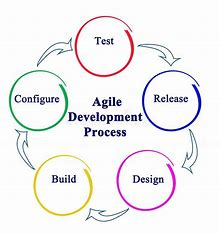 Test
Configure
Agile
Development
Process
Release
Build
Design